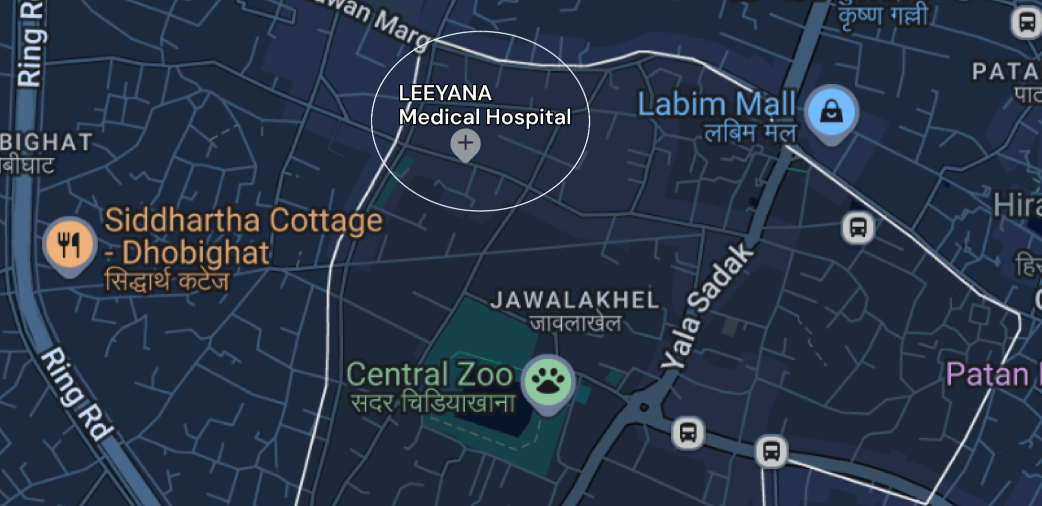 कृष्ण गल्ली
Ring R
Marg
PATA
पाट
LEEYANA
Medical Hospital
Labim Mall
लबिम मल
BIGHAT
बीघाट
Siddhartha Cottage
- Dhobighat
सिद्धार्थ कटेज
Hira
हिर
JAWALAKHEL
जावलाखेल
Yala Sadak
Central Zoo
सदर चिडियाखाना
Patan
Ring Rd